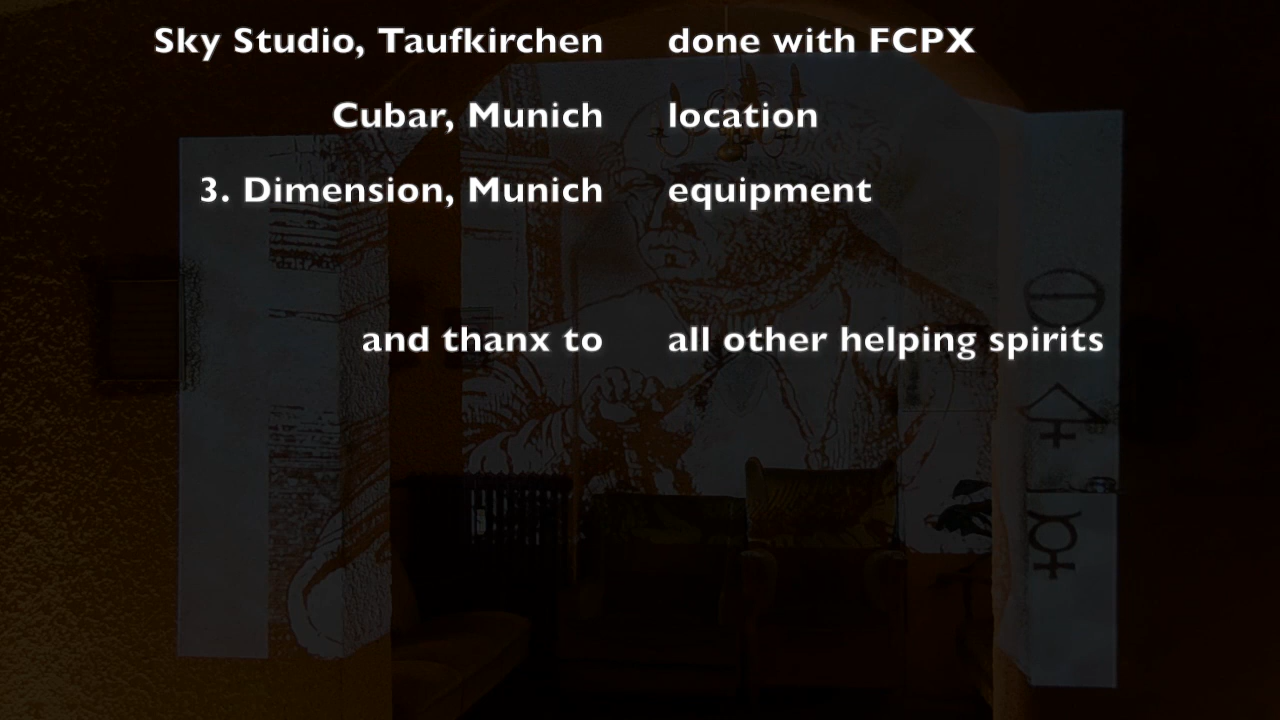 Sky Studio, Taufkirchen done with FCPX
Cubar, Munich location
3. Dimension, Munich equipment
and thanx to all other helping spirits